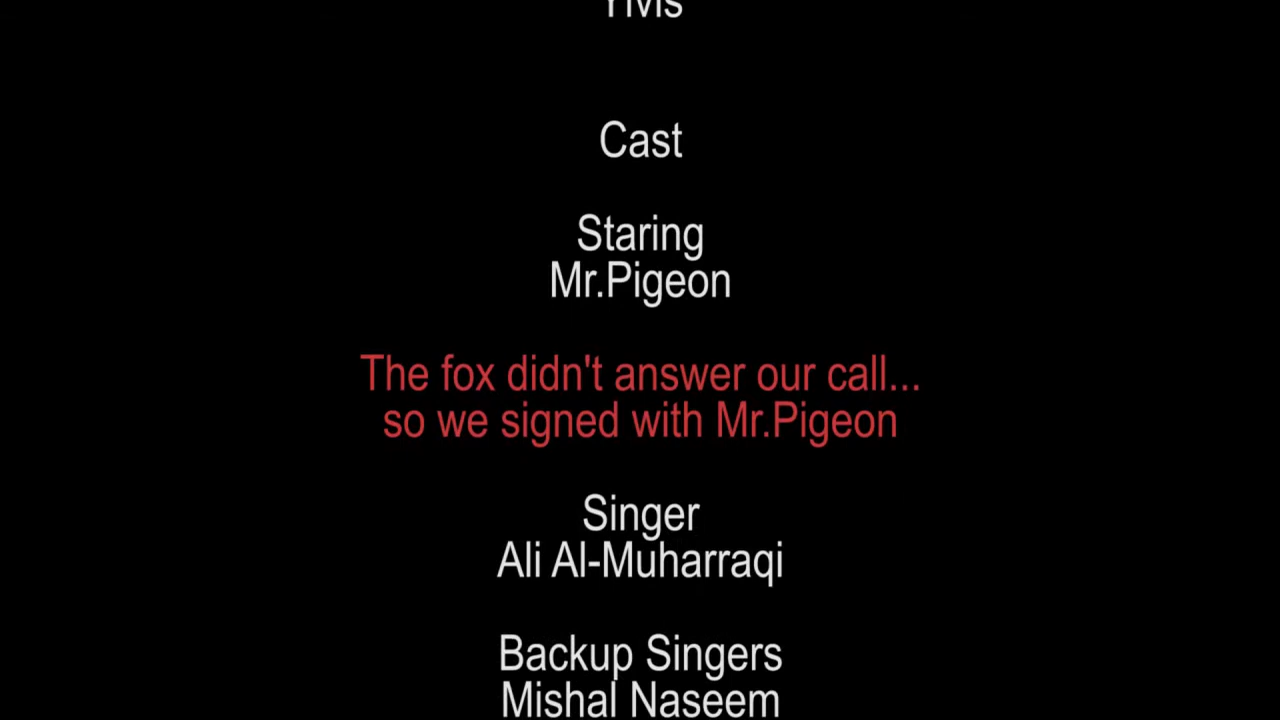 Ylvis
Cast
Staring
Mr.Pigeon
The fox didn't answer our call...
so we signed with Mr.Pigeon
Singer
Ali Al-Muharraqi
Backup Singers
Mishal Naseem